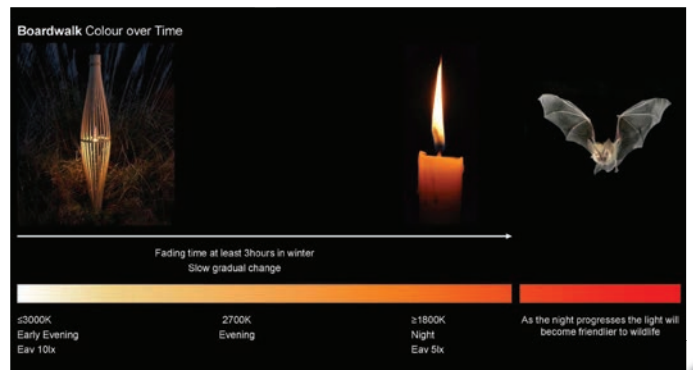 Boardwalk Colour over Time
Fading time at least 3hours in winter
Slow gradual change
≤3000K
Early Evening
Eav 10lx
2700K
Evening
≥1800K
Night
Eav 5lx
As the night progresses the light will
become friendlier to wildlife